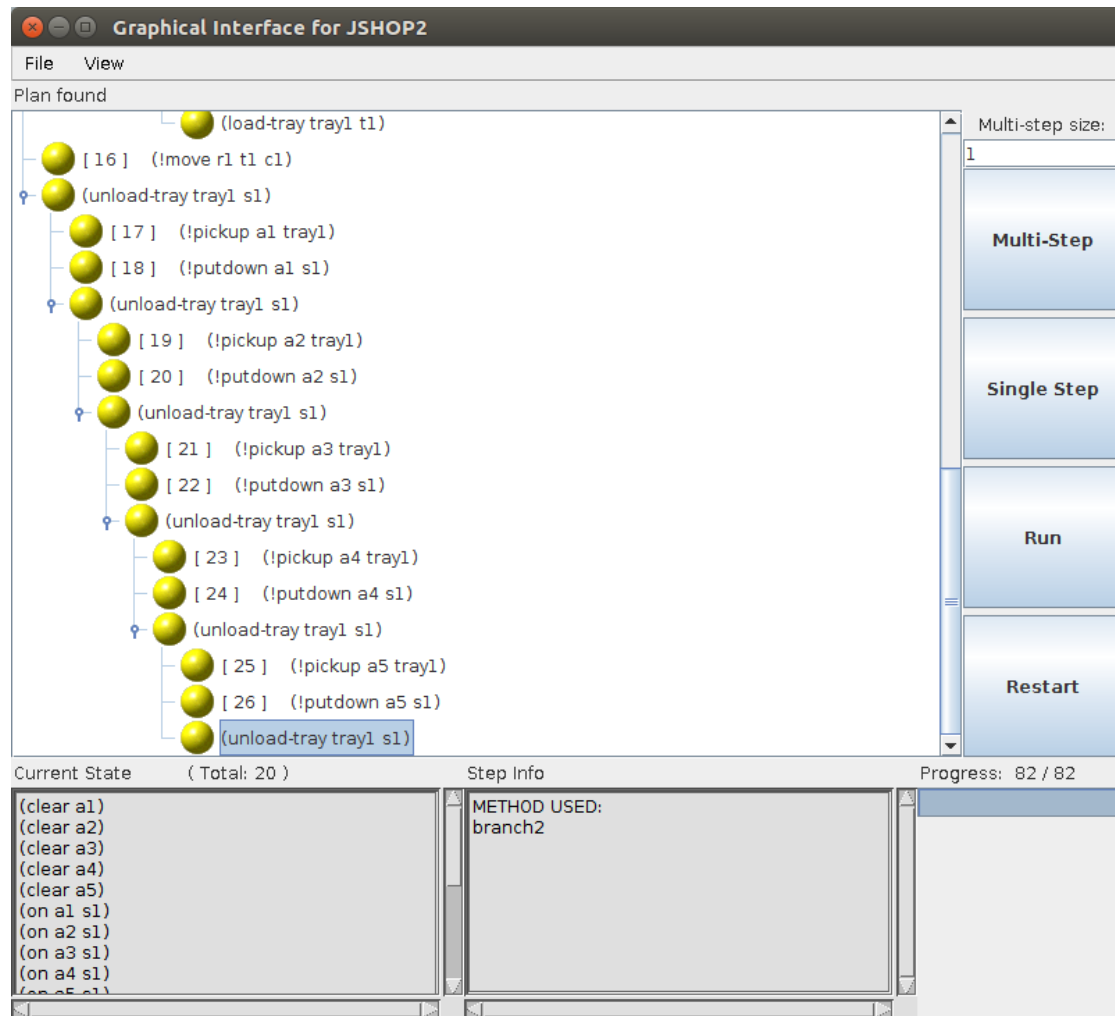 Graphical Interface for JSHOP2
File View
Plan found
(load-tray tray1 t1)
Multi-step size:
1
[ 16 ] (!move r1 t1 c1)
(unload-tray tray1 s1)
[ 17 ] (!pickup a1 tray1)
Multi-Step
[ 18 ] (!putdown a1 s1)
(unload-tray tray1 s1)
[ 19 ] (!pickup a2 tray1)
[ 20 ] (!putdown a2 s1)
Single Step
(unload-tray tray1 s1)
[ 21 ] (!pickup a3 tray1)
[ 22 ] (!putdown a3 s1)
(unload-tray tray1 s1)
Run
[ 23 ] (!pickup a4 tray1)
[ 24 ] (!putdown a4 s1)
(unload-tray tray1 s1)
[ 25 ] (!pickup a5 tray1)
Restart
[ 26 ] (!putdown a5 s1)
(unload-tray tray1 s1)
Current State ( Total: 20 )
Step Info
Progress: 82 / 82
(clear a1)
(clear a2)
(clear a3)
(clear a4)
(clear a5)
(on a1 s1)
(on a2 s1)
(on a3 s1)
(on a4 s1)
(on a5 s1)
METHOD USED:
branch2